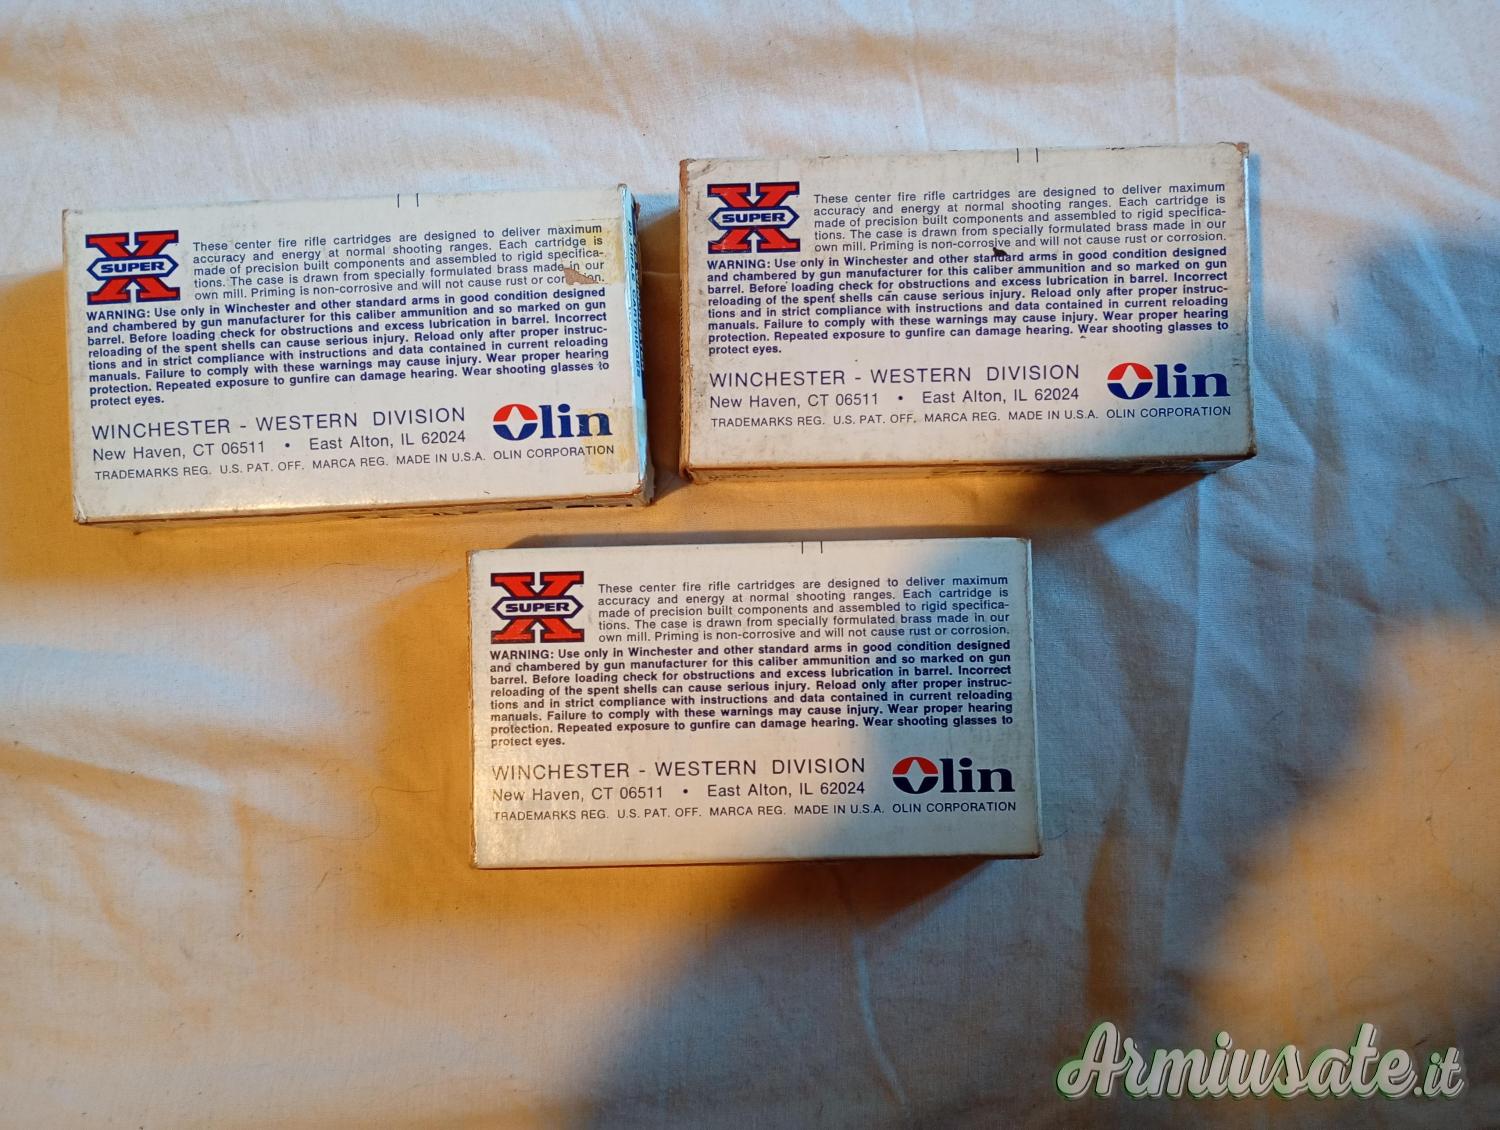 X
SUPER
These center fire rifle cartridges are designed to deliver maximum
accuracy and energy at normal shooting ranges. Each cartridge is
made of precision built components and assembled to rigid specifica-
tions. The case is drawn from specially formulated brass made in our
own mill. Priming is non-corrosive and will not cause rust or
WARNING: Use only in Winchester and other standard arms in good condition designed
and chambered by gun manufacturer for this caliber ammunition and so marked on gun
barrel. Before loading check for obstructions and excess lubrication in barrel. Incorrect
reloading of the spent shells can cause serious injury. Reload only after proper instruc-
tions and in strict compliance with instructions and data contained in current reloading
manuals. Failure to comply with these warnings may cause injury. Wear proper hearing
protection. Repeated exposure to gunfire can damage hearing. Wear shooting glasses to
protect eyes.
WINCHESTER - WESTERN DIVISION
New Haven, CT 06511 • East Alton, IL 62024
Olin
TRADEMARKS REG. U.S. PAT. OFF. MARCA REG. MADE IN U.S.A. OLIN CORPORATION
X
SUPER
These center fire rifle cartridges are designed to deliver maximum
accuracy and energy at normal shooting ranges. Each cartridge is
made of precision built components and assembled to rigid specifica-
tions. The case is drawn from specially formulated brass made in our
own mill. Priming is non-corrosive and will not cause rust or corrosion.
WARNING: Use only in Winchester and other standard arms in good condition designed
and chambered by gun manufacturer for this caliber ammunition and so marked on gun
barrel. Before loading check for obstructions and excess lubrication in barrel. Incorrect
reloading of the spent shells can cause serious injury. Reload only after proper instruc-
tions and in strict compliance with instructions and data contained in current reloading
manuals. Failure to comply with these warnings may cause injury. Wear proper hearing
protection. Repeated exposure to gunfire can damage hearing. Wear shooting glasses to
protect eyes.
WINCHESTER - WESTERN DIVISION
New Haven, CT 06511 • East Alton, IL 62024
Olin
TRADEMARKS REG. U.S. PAT. OFF. MARCA REG. MADE IN U.S.A. OLIN CORPORATION
X
SUPER
These center fire rifle cartridges are designed to deliver maximum
accuracy and energy at normal shooting ranges. Each cartridge is
made of precision built components and assembled to rigid specifica-
tions. The case is drawn from specially formulated brass made in our
own mill. Priming is non-corrosive and will not cause rust or corrosion.
WARNING: Use only in Winchester and other standard arms in good condition designed
and chambered by gun manufacturer for this caliber ammunition and so marked on gun
barrel. Before loading check for obstructions and excess lubrication in barrel. Incorrect
reloading of the spent shells can cause serious injury. Reload only after proper instruc-
tions and in strict compliance with instructions and data contained in current reloading
manuals. Failure to comply with these warnings may cause injury. Wear proper hearing
protection. Repeated exposure to gunfire can damage hearing. Wear shooting glasses to
protect eyes.
WINCHESTER - WESTERN DIVISION
New Haven, CT 06511 • East Alton, IL 62024
Olin
TRADEMARKS REG. U.S. PAT. OFF. MARCA REG. MADE IN U.S.A. OLIN CORPORATION
Armiusate.it